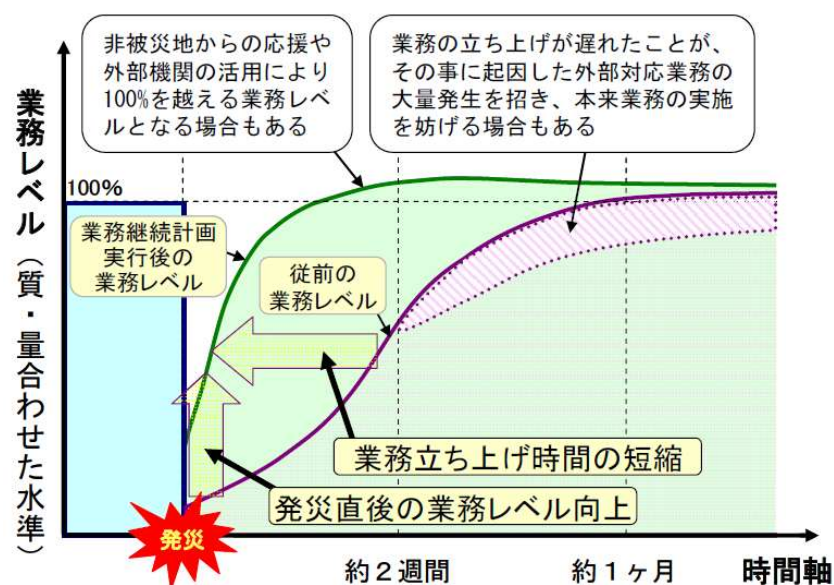 非被災地からの応援や
外部機関の活用により
100%を越える業務レベ
ルとなる場合もある
業務の立ち上げが遅れたことが、
その事に起因した外部対応業務の
大量発生を招き、本来業務の実施
を妨げる場合もある
業務レベル（質・量合わせた水準）
100%
業務継続計画
実行後の
業務レベル
従前の
業務レベル
業務立ち上げ時間の短縮
発災直後の業務レベル向上
発災
約２週間
約１ヶ月
時間軸